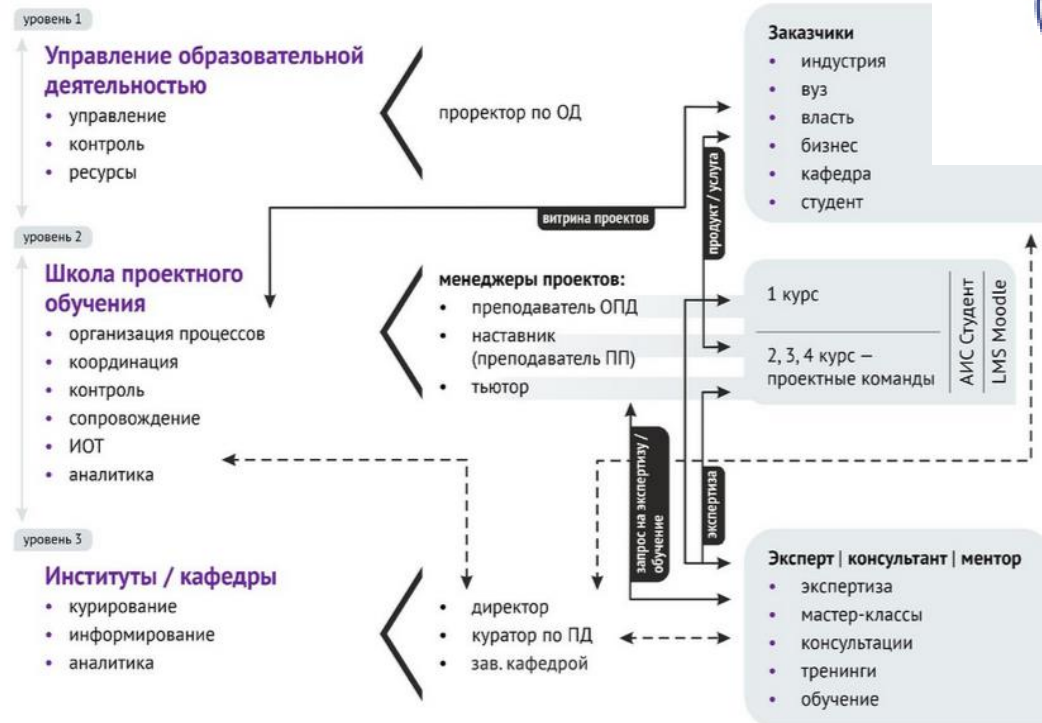 уровень 1
Управление образовательной
деятельностью
• управление
• контроль
• ресурсы
проректор по ОД
Заказчики
• индустрия
• вуз
• власть
• бизнес
• кафедра
• студент
витрина проектов
продукт / услуга
уровень 2
Школа проектного
обучения
• организация процессов
• координация
• контроль
• сопровождение
• ИОТ
• аналитика
менеджеры проектов:
• преподаватель ОПД
• наставник
(преподаватель ПП)
• тьютор
1 курс
2, 3, 4 курс —
проектные команды
АИС Студент
LMS Moodle
запрос на экспертизу /
обучение
экспертиза
уровень 3
Институты / кафедры
• курирование
• информирование
• аналитика
• директор
• куратор по ПД
• зав. кафедрой
Эксперт | консультант | ментор
• экспертиза
• мастер-классы
• консультации
• тренинги
• обучение